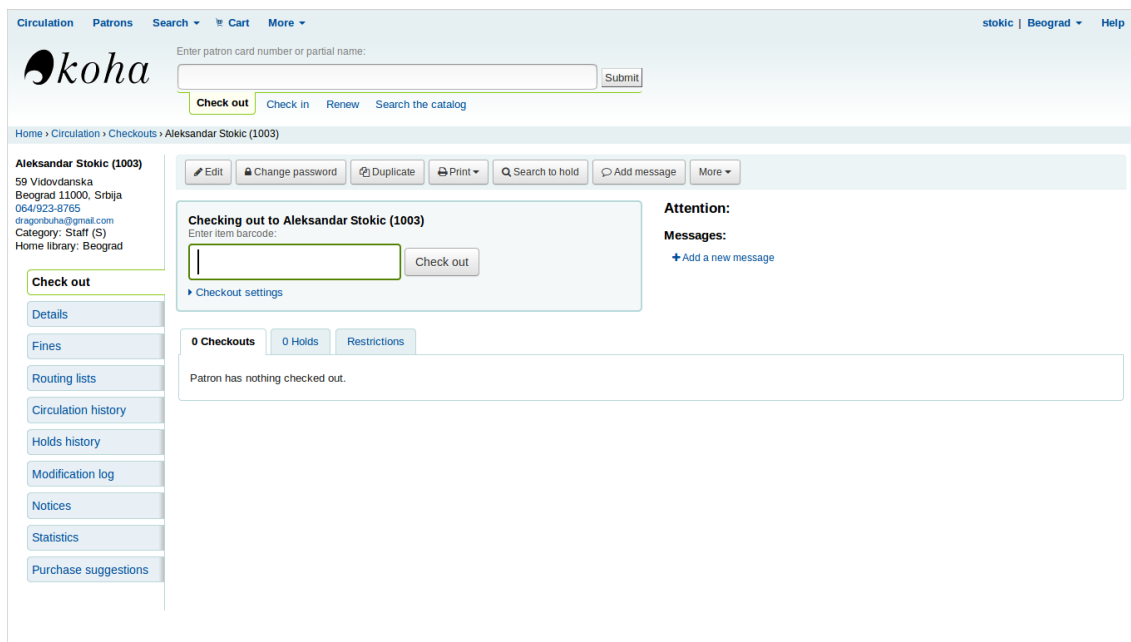 Circulation Patrons Search Cart More stokic | Beograd Help
koha
Enter patron card number or partial name:
Submit
Check out Check in Renew Search the catalog
Home › Circulation › Checkouts › Aleksandar Stokic (1003)
Aleksandar Stokic (1003)
59 Vidovdanska
Beograd 11000, Srbija
064/923-8765
dragonbuha@gmail.com
Category: Staff (S)
Home library: Beograd
Check out
Details
Fines
Routing lists
Circulation history
Holds history
Modification log
Notices
Statistics
Purchase suggestions
Edit Change password Duplicate Print Search to hold Add message More
Checking out to Aleksandar Stokic (1003)
Enter item barcode:
Check out
Checkout settings
Attention:
Messages:
Add a new message
0 Checkouts 0 Holds Restrictions
Patron has nothing checked out.